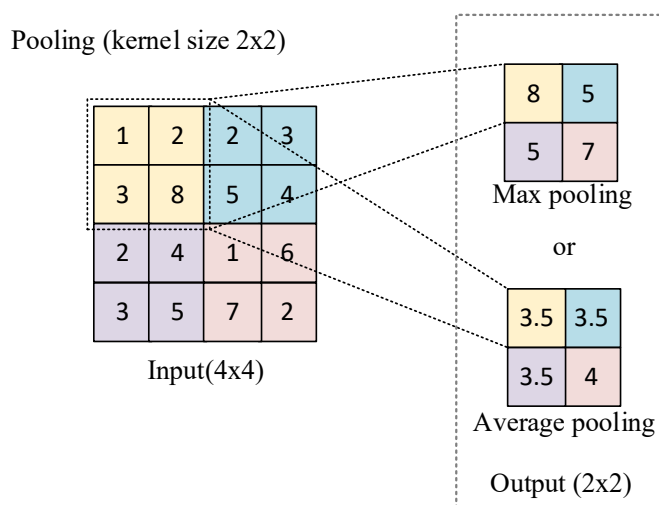 Pooling (kernel size 2x2)
1 2 2 3
3 8 5 4
2 4 1 6
3 5 7 2
Input(4x4)
8 5
5 7
Max pooling
or
3.5 3.5
3.5 4
Average pooling
Output (2x2)